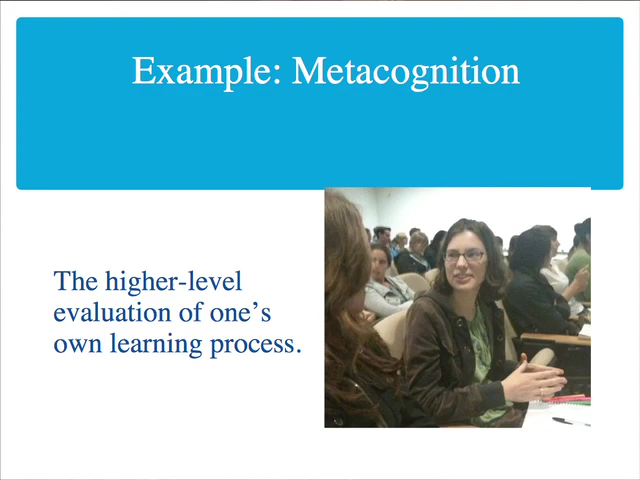 Example: Metacognition
The higher-level
evaluation of one’s
own learning process.